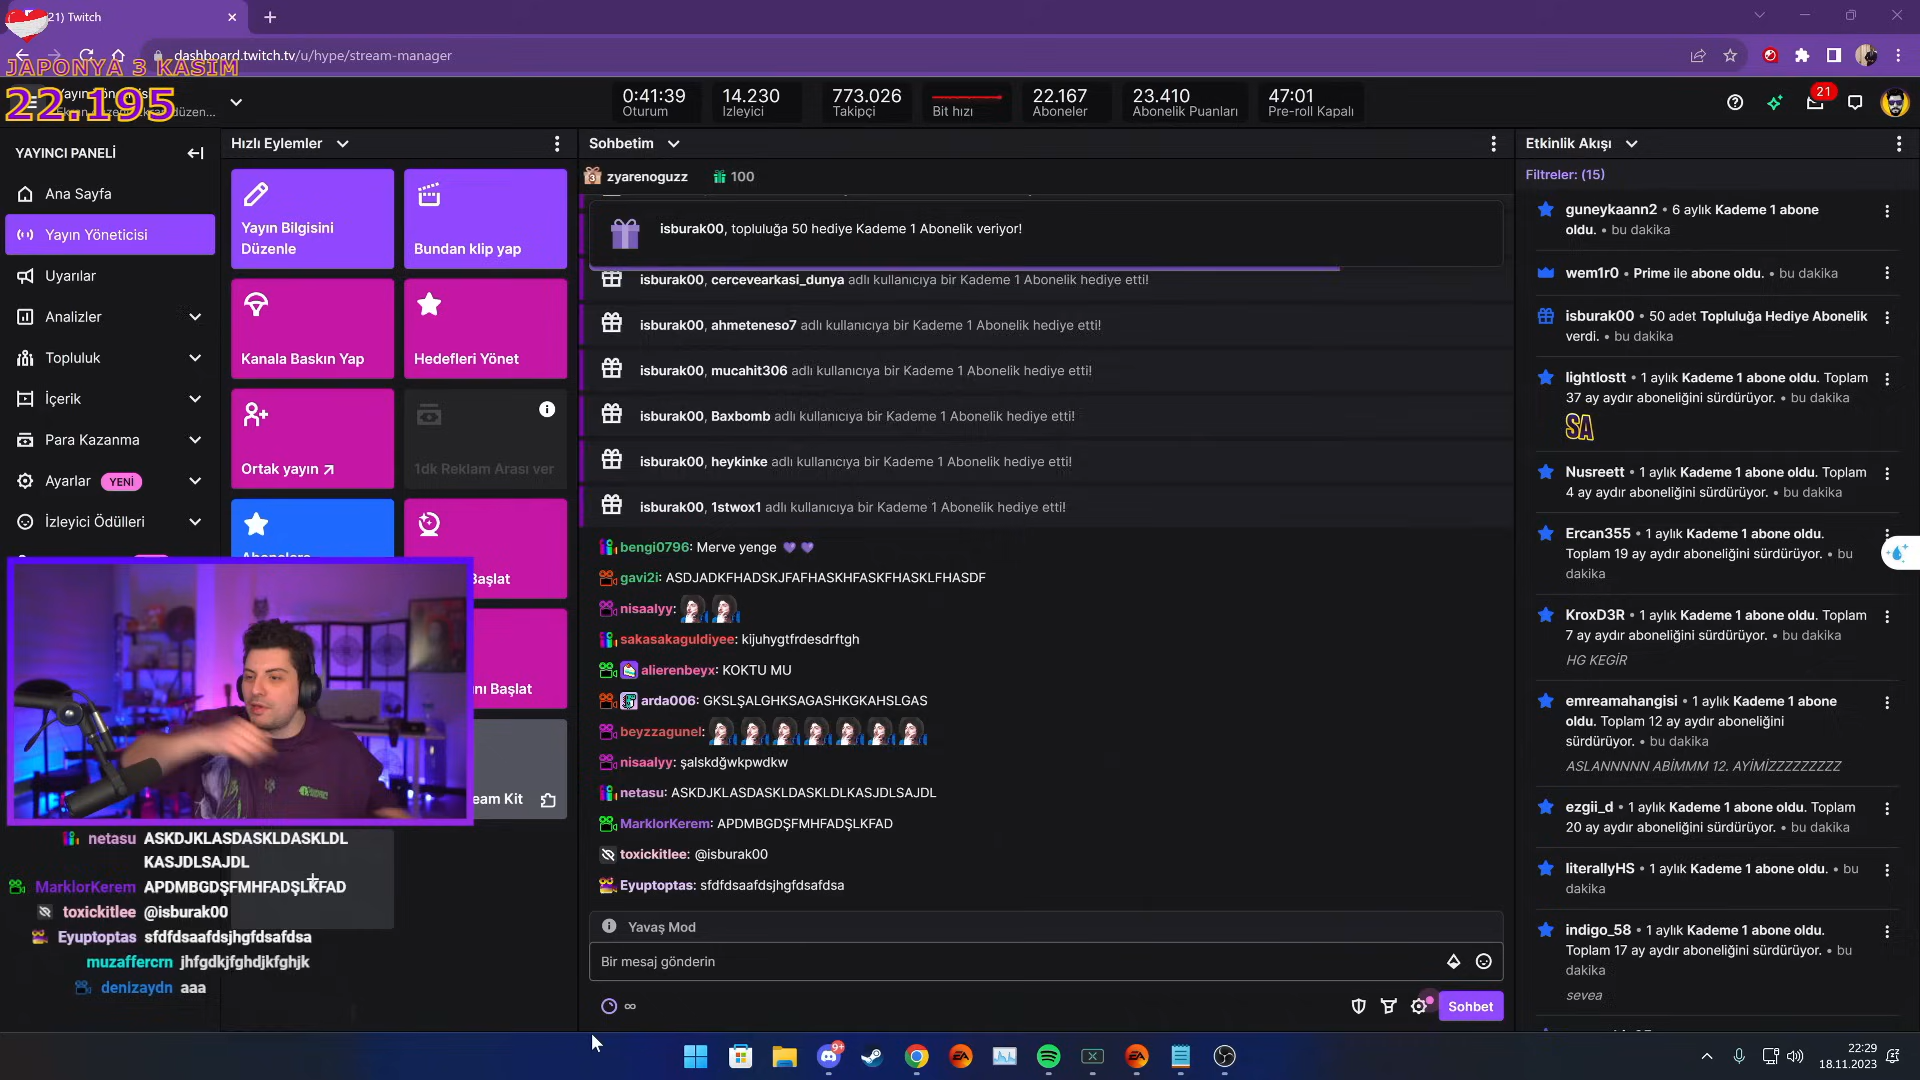 21) Twitch
dashboard.twitch.tv/u/hype/stream-manager
JAPONYA 3 KASIM
22.195
0:41:39
Oturum
14.230
İzleyici
773.026
Takipçi
Bit hızı
22.167
Aboneler
23.410
Abonelik Puanları
47:01
Pre-roll Kapalı
21
YAYINCI PANELİ
Ana Sayfa
Yayın Yöneticisi
Uyarılar
Analizler
Topluluk
İçerik
Para Kazanma
Ayarlar YENİ
İzleyici Ödülleri
Hızlı Eylemler
Yayın Bilgisini
Düzenle
Bundan klip yap
Kanala Baskın Yap
Hedefleri Yönet
Ortak yayın
1dk Reklam Arası ver
Başlat
nı Başlat
eam Kit
netasu ASKDJKLASDASKLDASKLDL
KASJDLSAJDL
MarklorKerem APDMBGDŞFMHFADŞLKFAD
toxickitlee @isburak00
Eyuptoptas sfdfdsaafdsjhgfdsafdsa
muzaffercrn jhfgdkjfghdjkfghjk
denizaydn aaa
Sohbetim
zyarenoguzz 100
isburak00, topluluğa 50 hediye Kademe 1 Abonelik veriyor!
isburak00, cercevearkasi_dunya adlı kullanıcıya bir Kademe 1 Abonelik hediye etti!
isburak00, ahmeteneso7 adlı kullanıcıya bir Kademe 1 Abonelik hediye etti!
isburak00, mucahit306 adlı kullanıcıya bir Kademe 1 Abonelik hediye etti!
isburak00, Baxbomb adlı kullanıcıya bir Kademe 1 Abonelik hediye etti!
isburak00, heykinke adlı kullanıcıya bir Kademe 1 Abonelik hediye etti!
isburak00, 1stwox1 adlı kullanıcıya bir Kademe 1 Abonelik hediye etti!
bengi0796: Merve yenge
gavi2i: ASDJADKFHADSKJFAFHASKHFASKFHASKLFHASDF
nisaalyy:
sakasakaguldiyee: kijuhygtfrdesdrftgh
alierenbeyx: KOKTU MU
arda006: GKSLŞALGHKSAGASHKGKAHSLGAS
beyzzagunel:
nisaalyy: şalskdğwkpwdkw
netasu: ASKDJKLASDASKLDASKLDLKASJDLSAJDL
MarklorKerem: APDMBGDŞFMHFADŞLKFAD
toxickitlee: @isburak00
Eyuptoptas: sfdfdsaafdsjhgfdsafdsa
Yavaş Mod
Bir mesaj gönderin
Sohbet
Etkinlik Akışı
Filtreler: (15)
guneykaann2 • 6 aylık Kademe 1 abone
oldu. • bu dakika
wem1r0 • Prime ile abone oldu. • bu dakika
isburak00 • 50 adet Topluluğa Hediye Abonelik
verdi. • bu dakika
lightlostt • 1 aylık Kademe 1 abone oldu. Toplam
37 ay aydır aboneliğini sürdürüyor. • bu dakika
SA
Nusreett • 1 aylık Kademe 1 abone oldu. Toplam
4 ay aydır aboneliğini sürdürüyor. • bu dakika
Ercan355 • 1 aylık Kademe 1 abone oldu.
Toplam 19 ay aydır aboneliğini sürdürüyor. • bu
dakika
KroxD3R • 1 aylık Kademe 1 abone oldu. Toplam
7 ay aydır aboneliğini sürdürüyor. • bu dakika
HG KEGİR
emreamahangisi • 1 aylık Kademe 1 abone
oldu. Toplam 12 ay aydır aboneliğini
sürdürüyor. • bu dakika
ASLANNNNN ABİMMM 12. AYİMİZZZZZZZZZ
ezgii_d • 1 aylık Kademe 1 abone oldu. Toplam
20 ay aydır aboneliğini sürdürüyor. • bu dakika
literallyHS • 1 aylık Kademe 1 abone oldu. • bu
dakika
indigo_58 • 1 aylık Kademe 1 abone oldu.
Toplam 17 ay aydır aboneliğini sürdürüyor. • bu
dakika
sevea
9+
22:29
18.11.2023